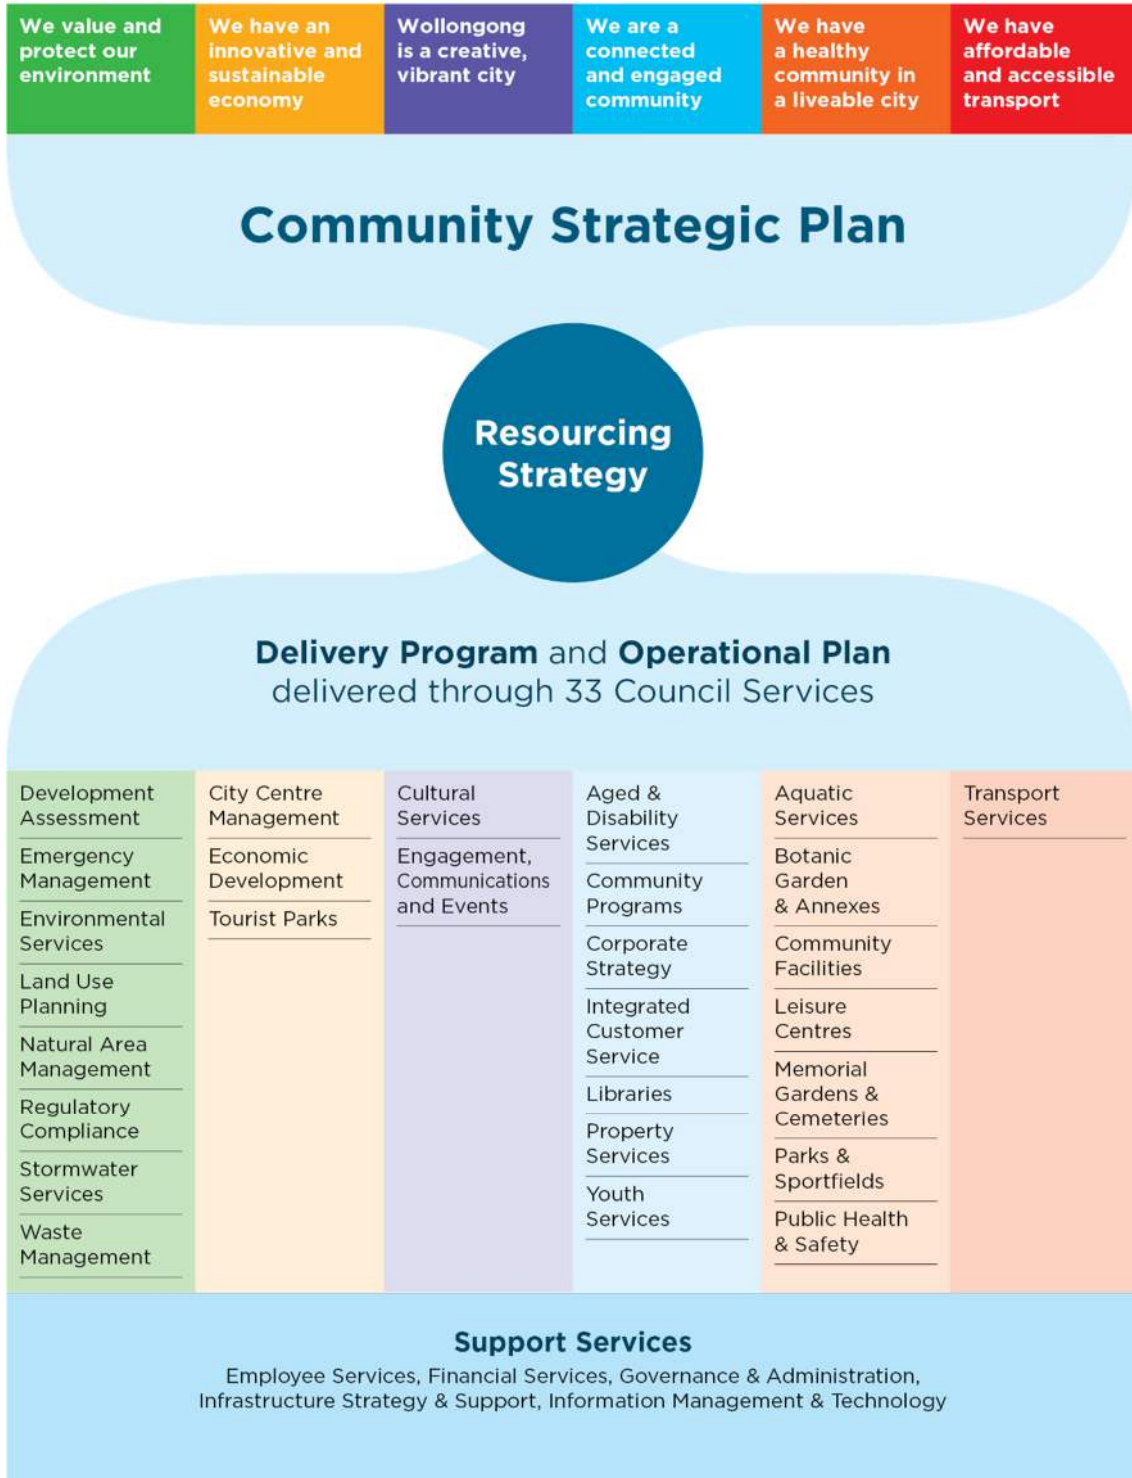 We value and
protect our
environment
We have an
innovative and
sustainable
economy
Wollongong
is a creative,
vibrant city
We are a
connected
and engaged
community
We have
a healthy
community in
a liveable city
We have
affordable
and accessible
transport
Community Strategic Plan
Resourcing
Strategy
Delivery Program and Operational Plan
delivered through 33 Council Services
Development
Assessment
Emergency
Management
Environmental
Services
Land Use
Planning
Natural Area
Management
Regulatory
Compliance
Stormwater
Services
Waste
Management
City Centre
Management
Economic
Development
Tourist Parks
Cultural
Services
Engagement,
Communications
and Events
Aged &
Disability
Services
Community
Programs
Corporate
Strategy
Integrated
Customer
Service
Libraries
Property
Services
Youth
Services
Aquatic
Services
Botanic
Garden
& Annexes
Community
Facilities
Leisure
Centres
Memorial
Gardens &
Cemeteries
Parks &
Sportfields
Public Health
& Safety
Transport
Services
Support Services
Employee Services, Financial Services, Governance & Administration,
Infrastructure Strategy & Support, Information Management & Technology